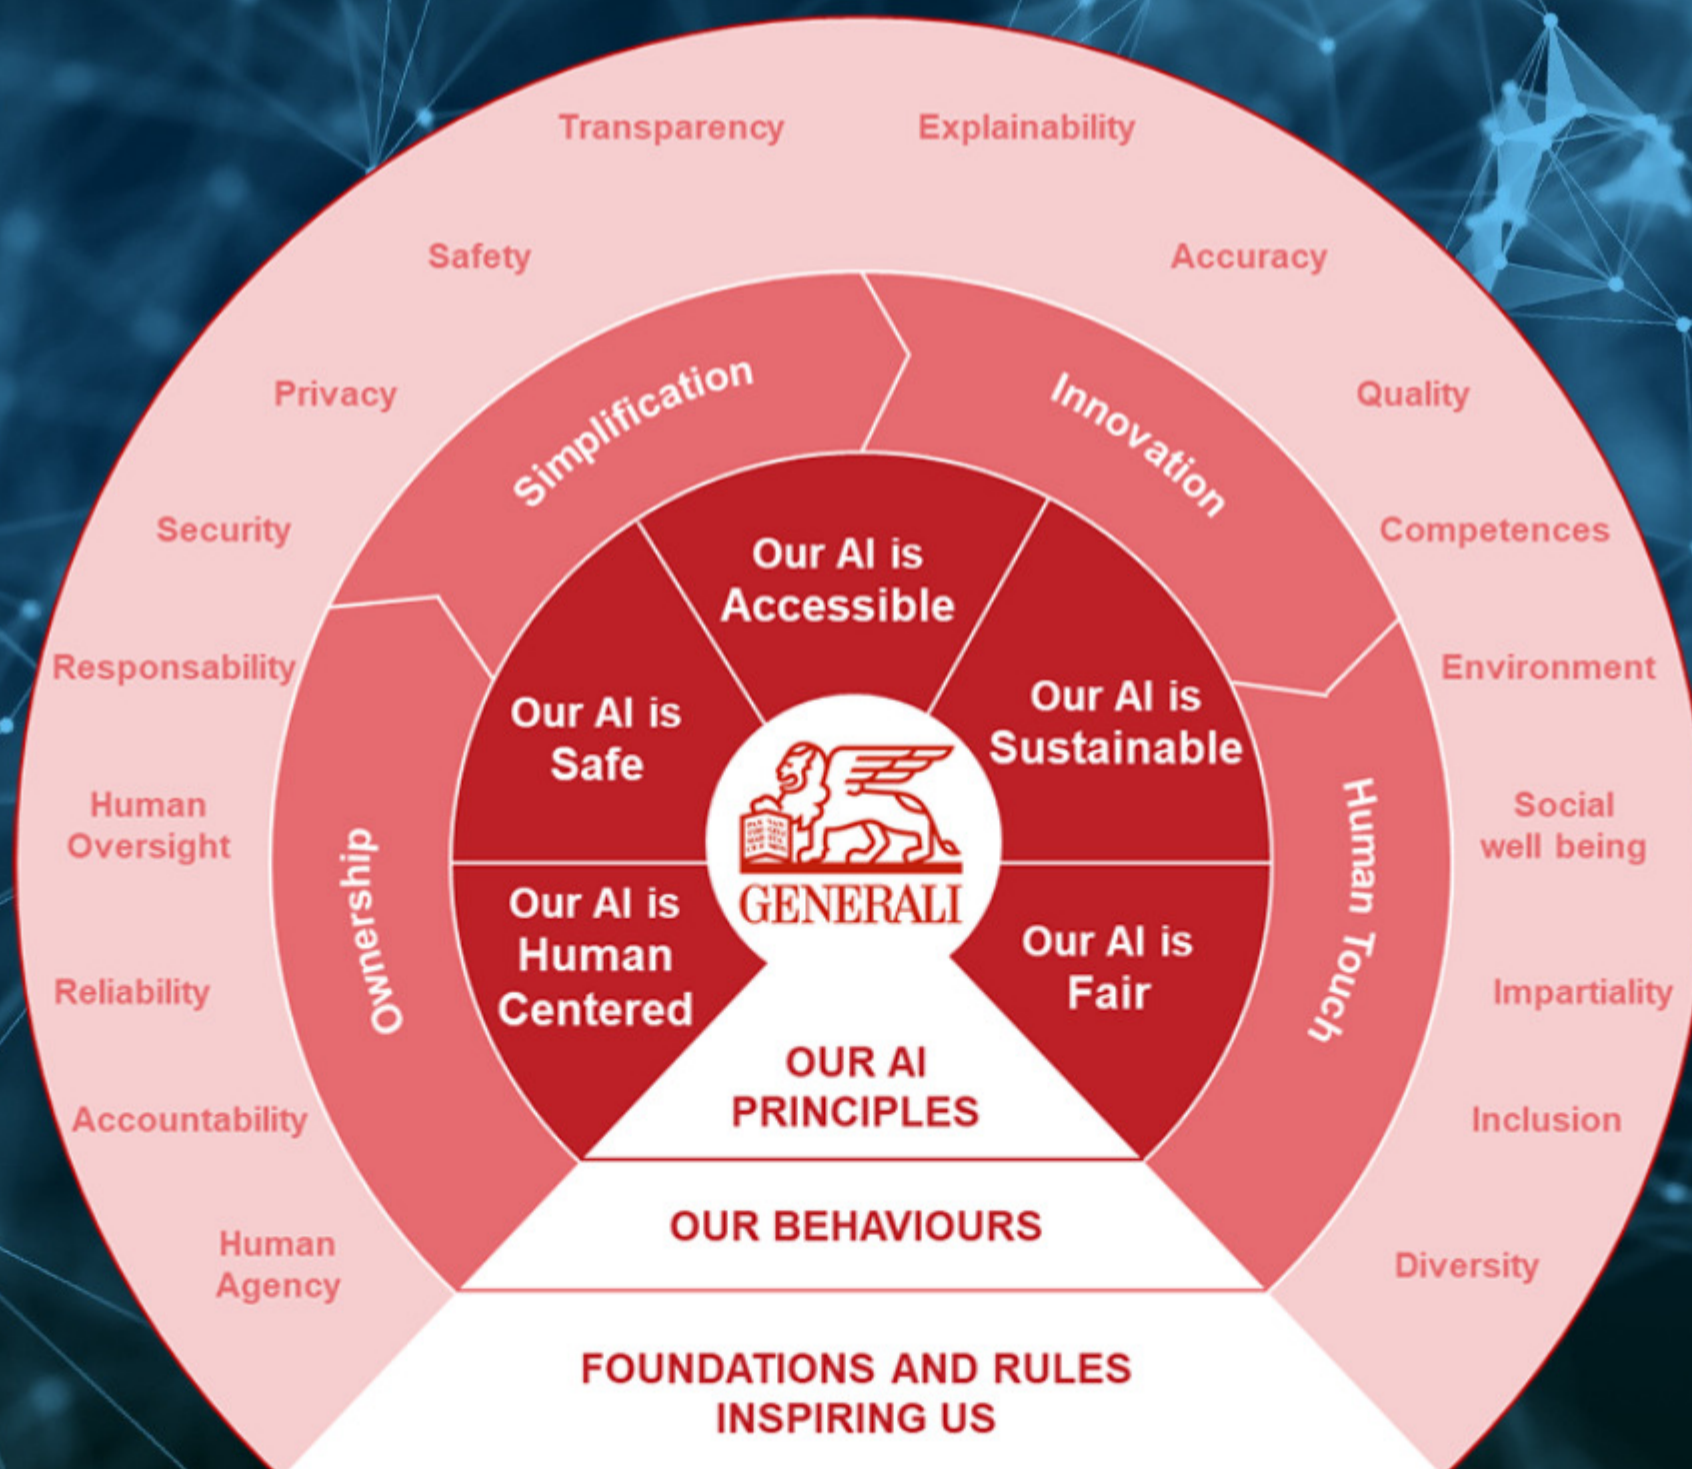 Transparency
Explainability
Safety
Accuracy
Privacy
Quality
Security
Competences
Responsability
Environment
Human
Oversight
Social
well being
Reliability
Impartiality
Accountability
Inclusion
Human
Agency
Diversity
Simplification
Innovation
Ownership
Human Touch
Our AI is
Accessible
Our AI is
Safe
Our AI is
Sustainable
Our AI is
Human
Centered
Our AI is
Fair
GENERALI
OUR AI
PRINCIPLES
OUR BEHAVIOURS
FOUNDATIONS AND RULES
INSPIRING US